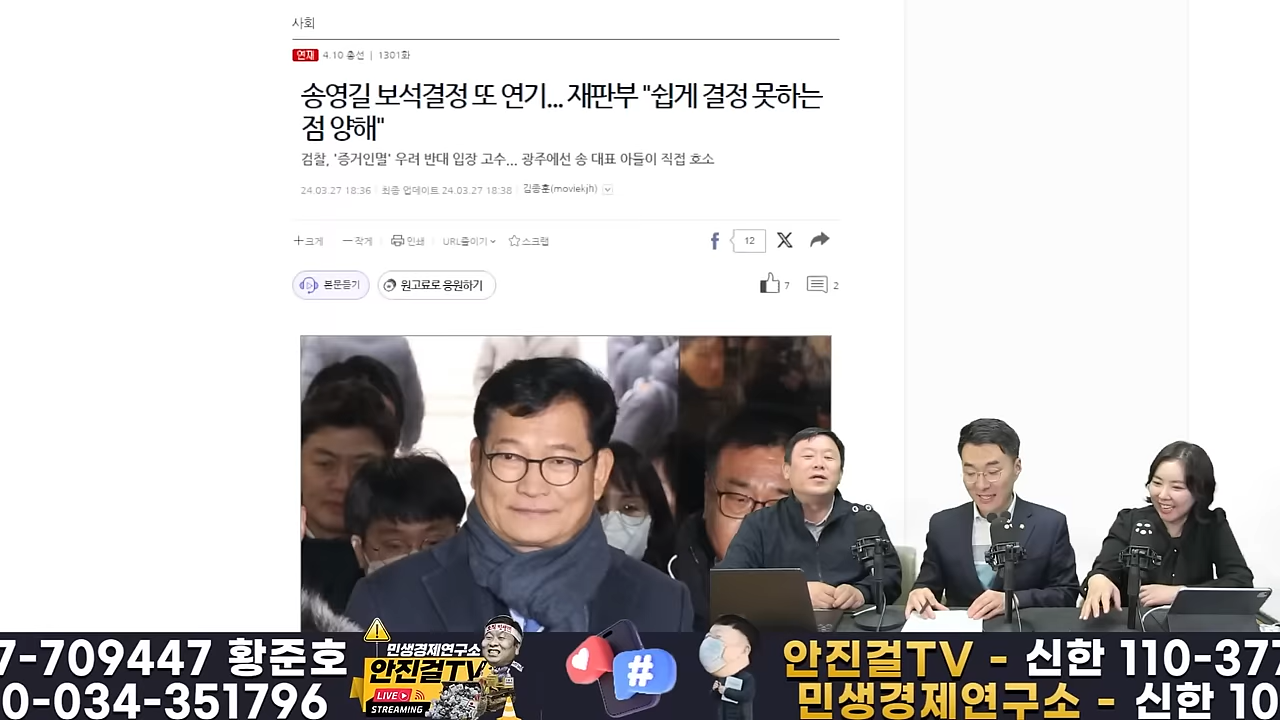 사회
연재 4.10 총선 | 1301화
송영길 보석결정 또 연기... 재판부 "쉽게 결정 못하는
점 양해"
검찰, '증거인멸' 우려 반대 입장 고수... 광주에선 송 대표 아들이 직접 호소
24.03.27 18:36 최종 업데이트 24.03.27 18:38 김종훈(moviekjh)
크게 작게 인쇄 URL줄이기 스크랩 12
본문듣기 원고료로 응원하기 7 2
7-709447 황준호
0-034-351796
민생경제연구소
안진걸TV
LIVE
STREAMING
#
안진걸TV - 신한 110-377
민생경제연구소 - 신한 10